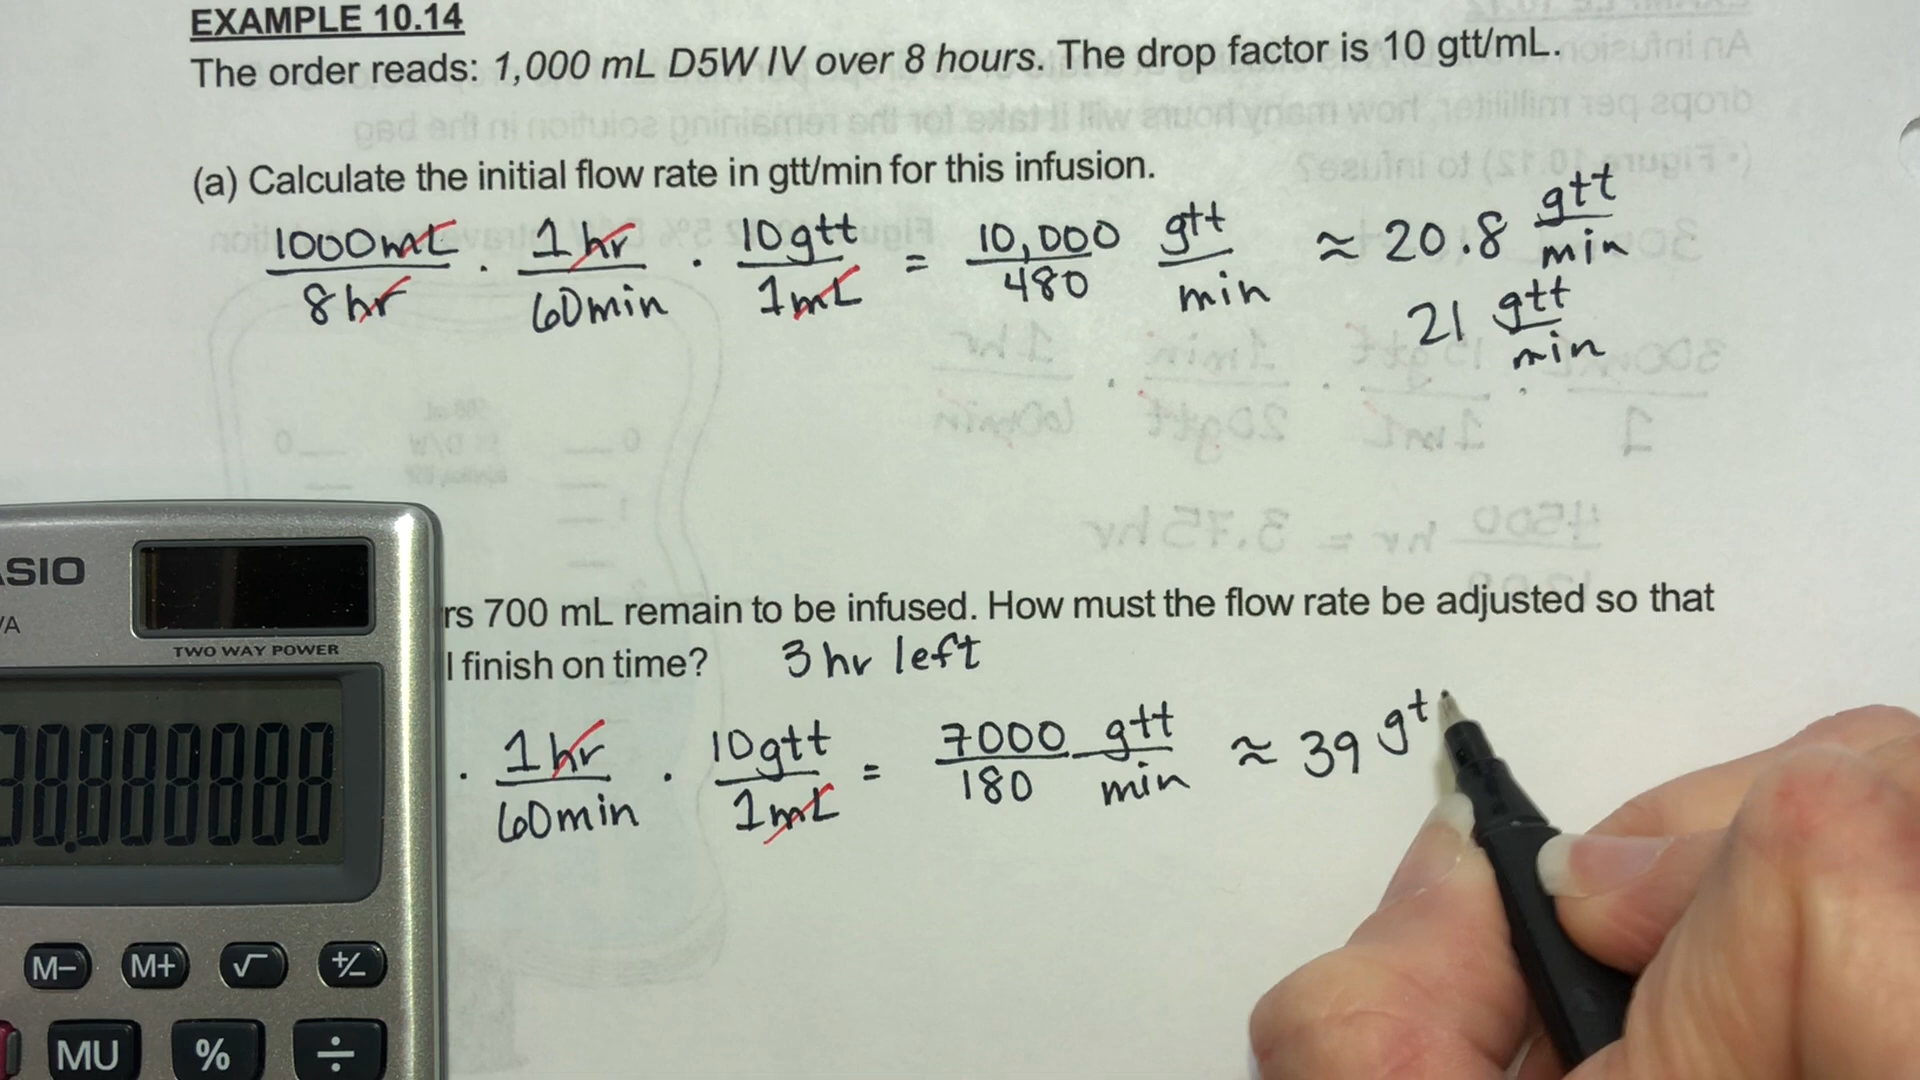 EXAMPLE 10.14
The order reads: 1,000 mL D5W IV over 8 hours. The drop factor is 10 gtt/mL.
(a) Calculate the initial flow rate in gtt/min for this infusion.
1000mL/8hr · 1hr/60min · 10gtt/1mL = 10,000/480 gtt/min ≈ 20.8 gtt/min
21 gtt/min
rs 700 mL remain to be infused. How must the flow rate be adjusted so that
l finish on time? 3 hr left
· 1hr/60min · 10gtt/1mL = 7000/180 gtt/min ≈ 39 gt
ASIO
TWO WAY POWER
M− M+ √ +/−
MU % ÷